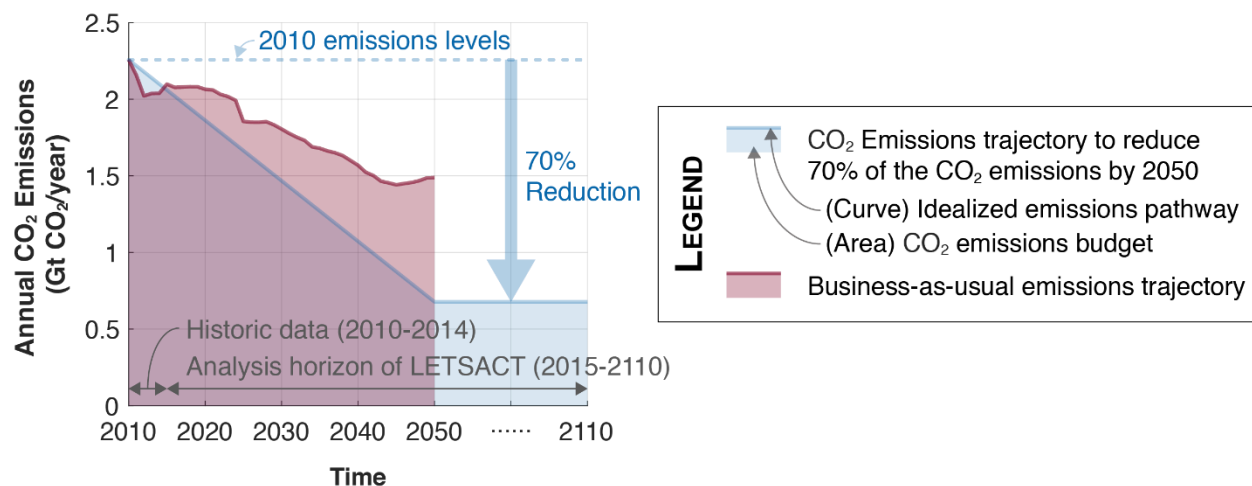 Annual CO₂ Emissions
(Gt CO₂/year)
2.5
2
1.5
1
0.5
0
2010 emissions levels
70%
Reduction
Historic data (2010-2014)
Analysis horizon of LETSACT (2015-2110)
2010 2020 2030 2040 2050 ...... 2110
Time
LEGEND
CO₂ Emissions trajectory to reduce
70% of the CO₂ emissions by 2050
(Curve) Idealized emissions pathway
(Area) CO₂ emissions budget
Business-as-usual emissions trajectory